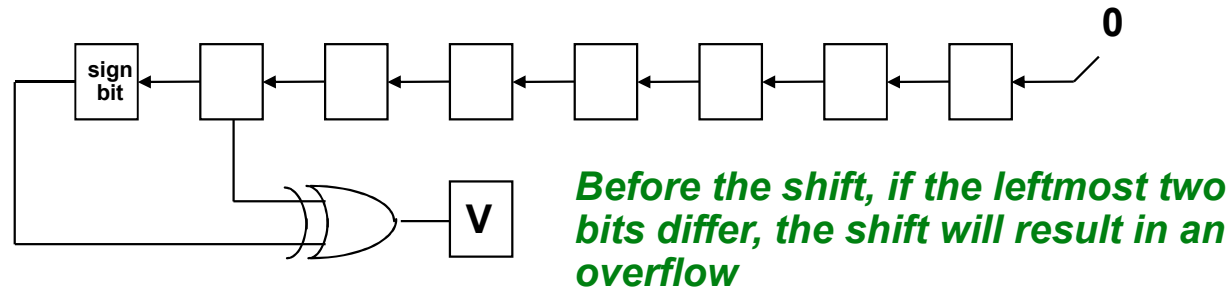 0
sign
bit
V
Before the shift, if the leftmost two
bits differ, the shift will result in an
overflow